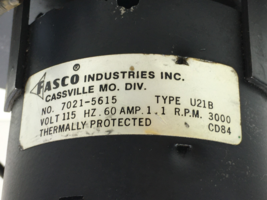 FASCO INDUSTRIES INC.
CASSVILLE MO. DIV.
NO. 7021-5615 TYPE U21B
VOLT 115 HZ.60 AMP.1.1 R.P.M. 3000
THERMALLY PROTECTED CD84